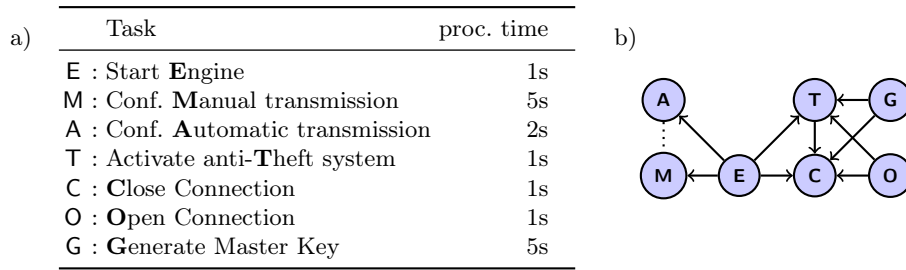 a)
Task proc. time
E : Start Engine 1s
M : Conf. Manual transmission 5s
A : Conf. Automatic transmission 2s
T : Activate anti-Theft system 1s
C : Close Connection 1s
O : Open Connection 1s
G : Generate Master Key 5s
b)
A T G
M E C O